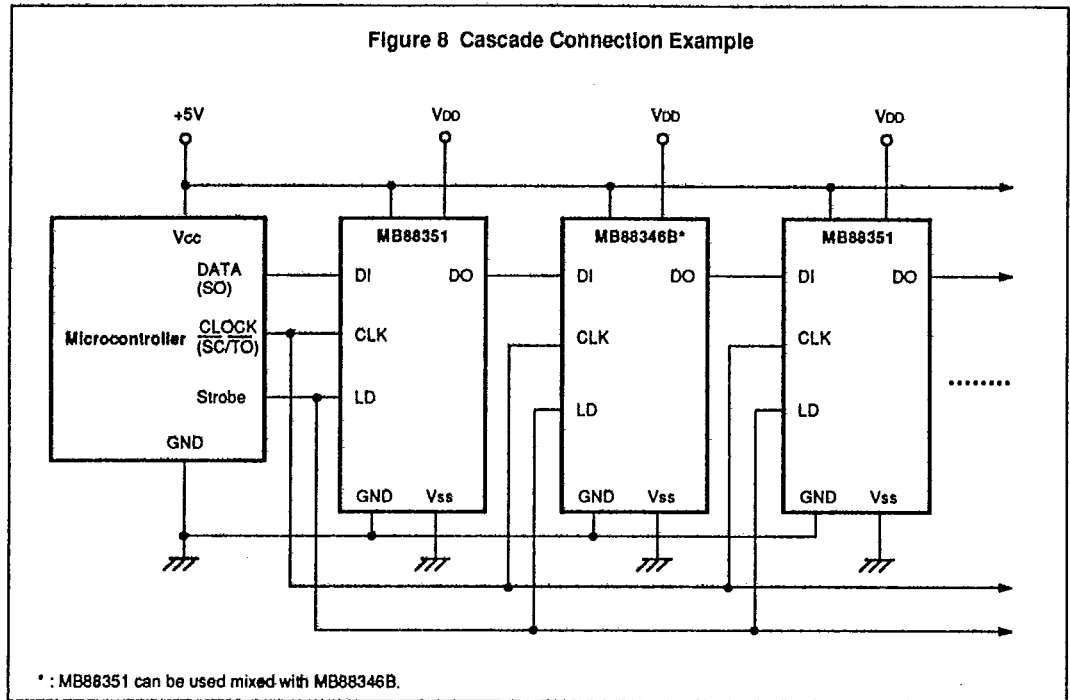 Figure 8 Cascade Connection Example
+5V
VDD
VDD
VDD
Vcc
MB88351
MB88346B*
MB88351
DATA
(SO)
DI
DO
DI
DO
DI
DO
Microcontroller
CLOCK
(SC/TO)
CLK
CLK
CLK
Strobe
LD
LD
LD
GND
GND
Vss
GND
Vss
GND
Vss
* : MB88351 can be used mixed with MB88346B.